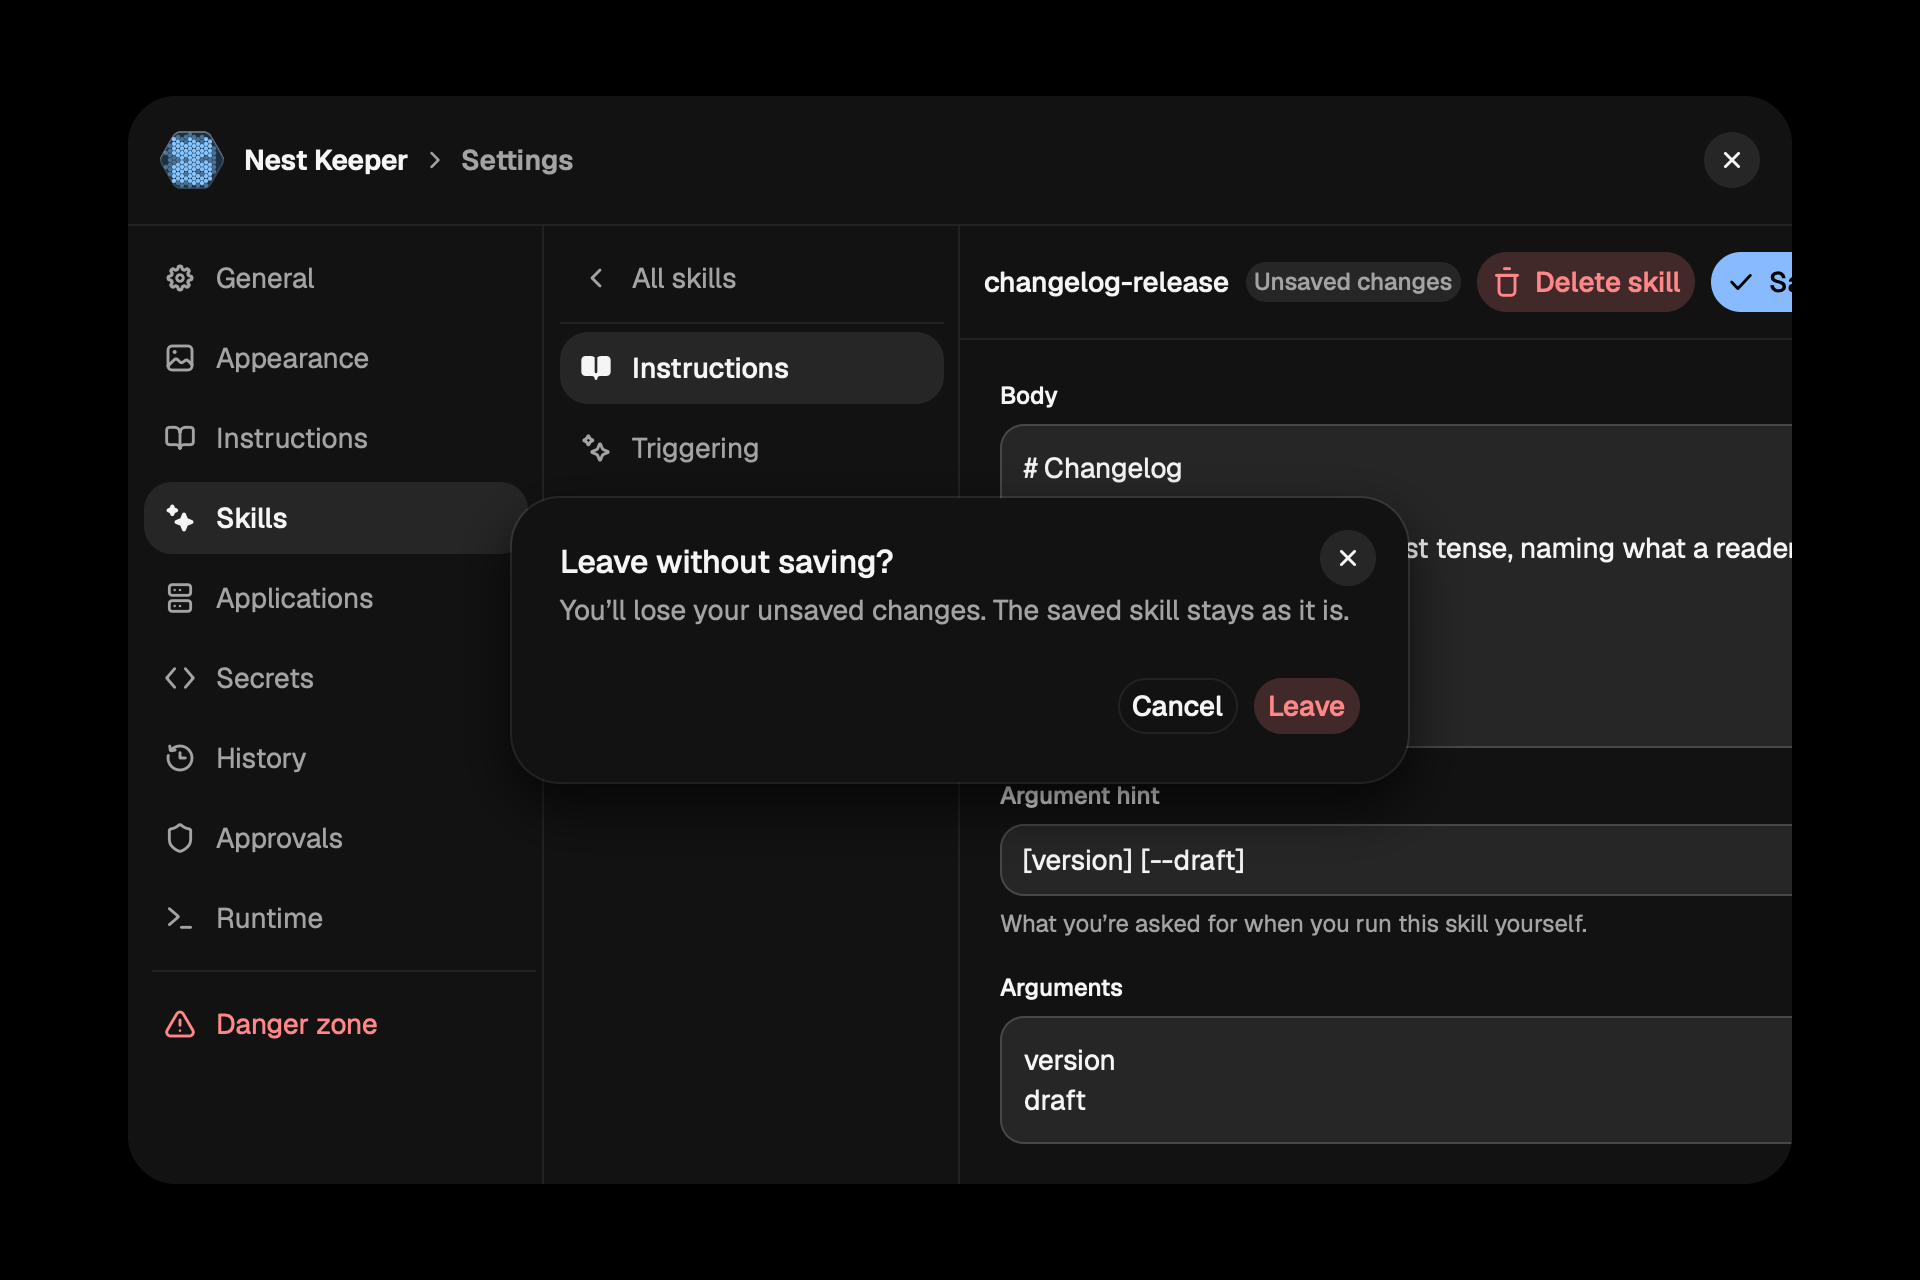 Nest Keeper > Settings
General
Appearance
Instructions
Skills
Applications
Secrets
History
Approvals
Runtime
Danger zone
All skills
Instructions
Triggering
changelog-release
Unsaved changes
Delete skill
Body
# Changelog
tense, naming what a reader
Leave without saving?
You’ll lose your unsaved changes. The saved skill stays as it is.
Cancel
Leave
Argument hint
[version] [--draft]
What you’re asked for when you run this skill yourself.
Arguments
version
draft